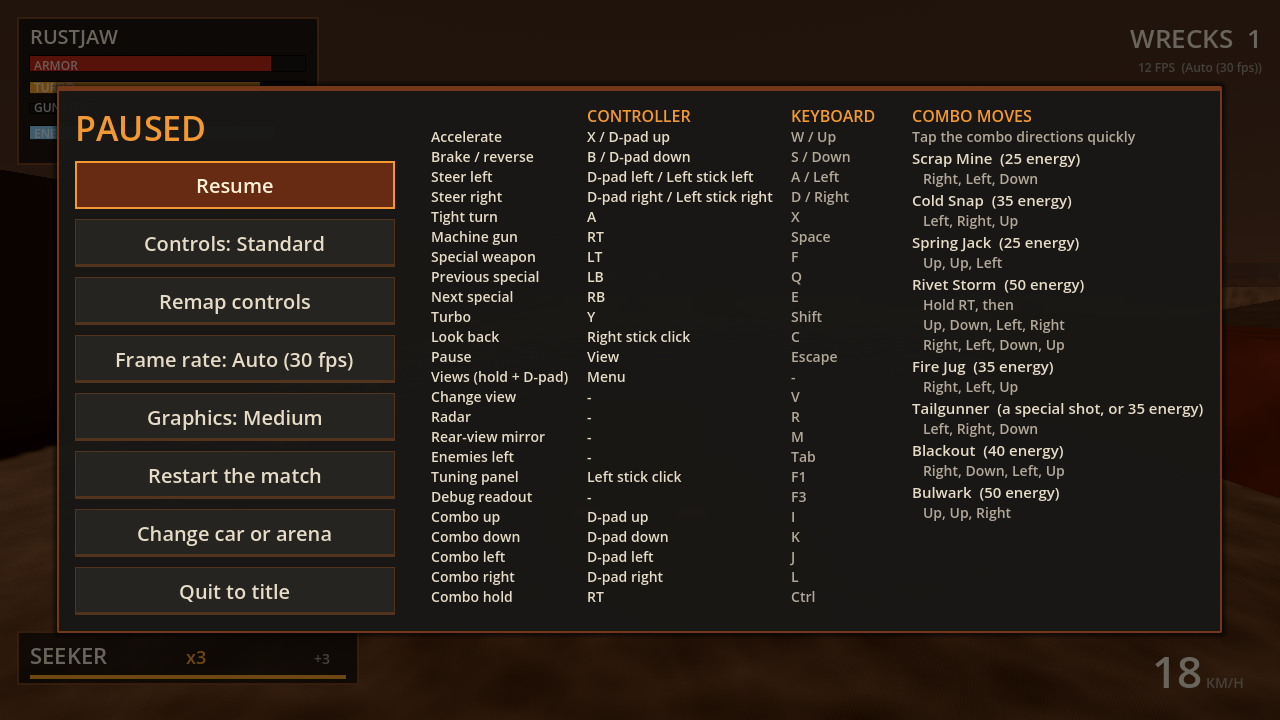 RUSTJAW
ARMOR
WRECKS 1
12 FPS (Auto (30 fps))
PAUSED
Resume
Controls: Standard
Remap controls
Frame rate: Auto (30 fps)
Graphics: Medium
Restart the match
Change car or arena
Quit to title
CONTROLLER KEYBOARD
Accelerate X / D-pad up W / Up
Brake / reverse B / D-pad down S / Down
Steer left D-pad left / Left stick left A / Left
Steer right D-pad right / Left stick right D / Right
Tight turn A X
Machine gun RT Space
Special weapon LT F
Previous special LB Q
Next special RB E
Turbo Y Shift
Look back Right stick click C
Pause View Escape
Views (hold + D-pad) Menu -
Change view - V
Radar - R
Rear-view mirror - M
Enemies left - Tab
Tuning panel Left stick click F1
Debug readout - F3
Combo up D-pad up I
Combo down D-pad down K
Combo left D-pad left J
Combo right D-pad right L
Combo hold RT Ctrl
COMBO MOVES
Tap the combo directions quickly
Scrap Mine (25 energy)
Right, Left, Down
Cold Snap (35 energy)
Left, Right, Up
Spring Jack (25 energy)
Up, Up, Left
Rivet Storm (50 energy)
Hold RT, then
Up, Down, Left, Right
Right, Left, Down, Up
Fire Jug (35 energy)
Right, Left, Up
Tailgunner (a special shot, or 35 energy)
Left, Right, Down
Blackout (40 energy)
Right, Down, Left, Up
Bulwark (50 energy)
Up, Up, Right
SEEKER x3 +3
18 KM/H